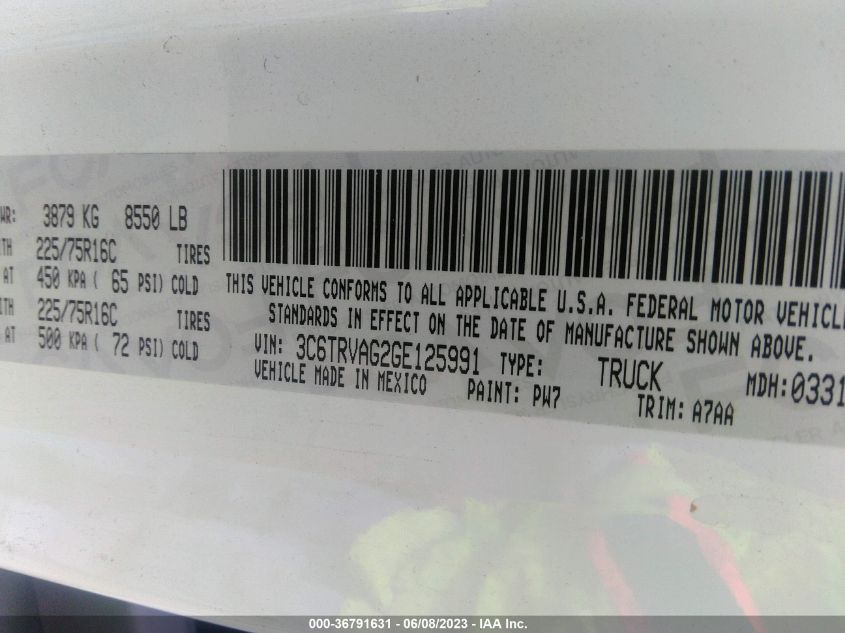 WR: 3879 KG 8550 LB
ITH 225/75R16C TIRES
AT 450 KPA ( 65 PSI) COLD
ITH 225/75R16C TIRES
AT 500 KPA ( 72 PSI) COLD
THIS VEHICLE CONFORMS TO ALL APPLICABLE U.S.A. FEDERAL MOTOR VEHICLE
STANDARDS IN EFFECT ON THE DATE OF MANUFACTURE SHOWN ABOVE.
VIN: 3C6TRVAG2GE125991 TYPE: TRUCK MDH:0331
VEHICLE MADE IN MEXICO PAINT: PW7 TRIM: A7AA
000-36791631 - 06/08/2023 - IAA Inc.